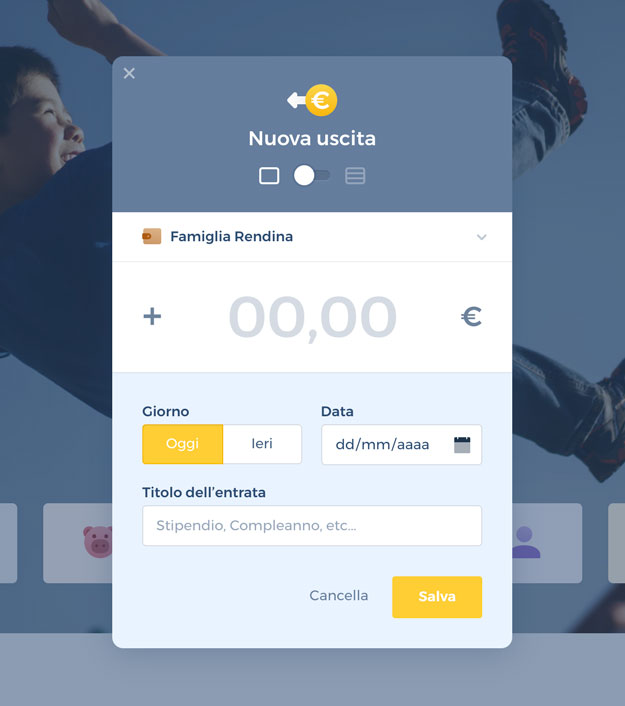 Nuova uscita
Famiglia Rendina
+ 00,00 €
Giorno Data
Oggi Ieri dd/mm/aaaa
Titolo dell'entrata
Stipendio, Compleanno, etc...
Cancella Salva